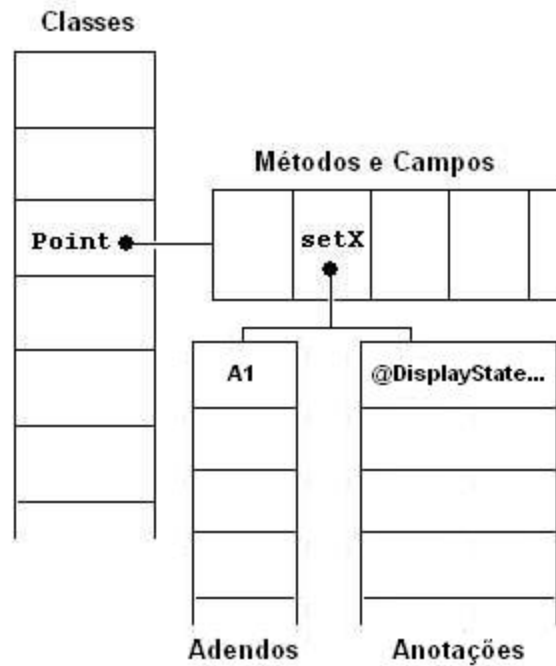 Classes
Métodos e Campos
Point
setX
A1
@DisplayState...
Adendos
Anotações